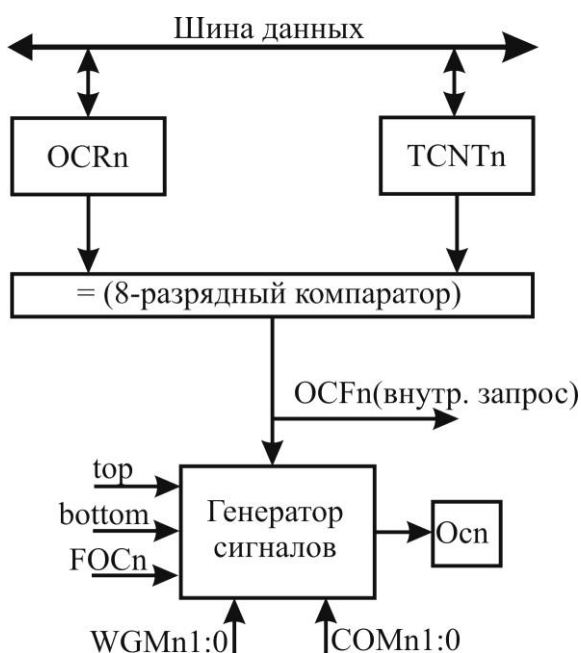 Шина данных
OCRn
TCNTn
= (8-разрядный компаратор)
OCFn(внутр. запрос)
top
bottom
FOCn
Генератор
сигналов
Ocn
WGMn1:0
COMn1:0